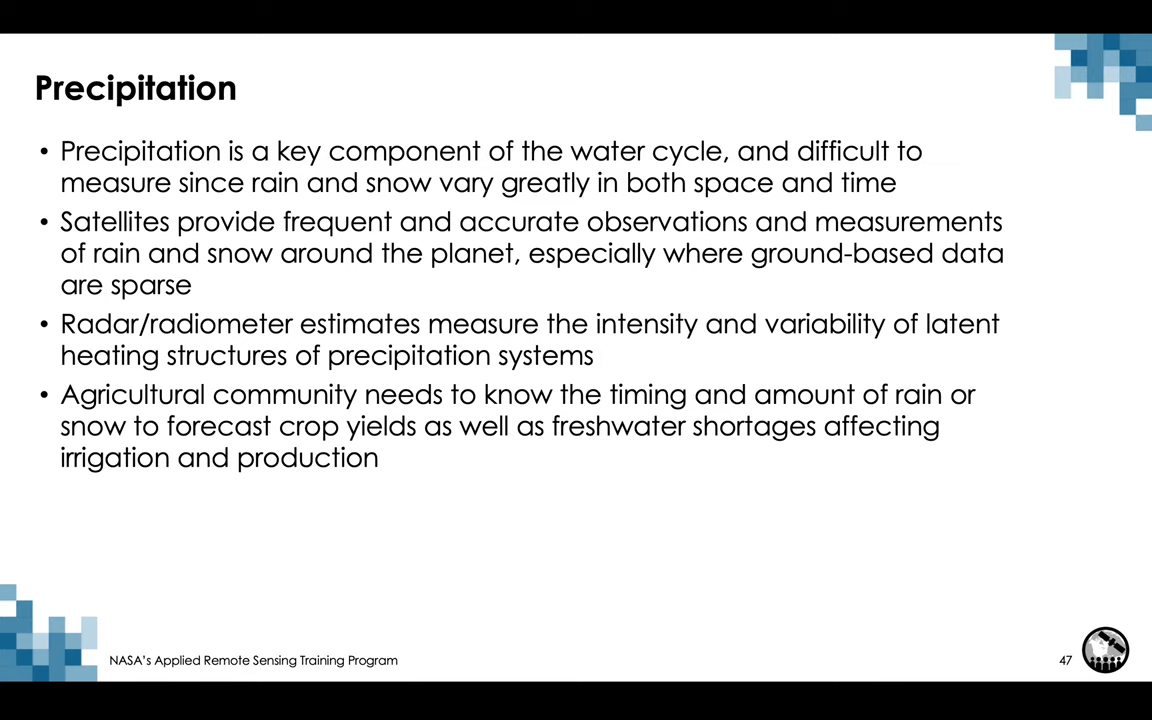 Precipitation
• Precipitation is a key component of the water cycle, and difficult to
measure since rain and snow vary greatly in both space and time
• Satellites provide frequent and accurate observations and measurements
of rain and snow around the planet, especially where ground-based data
are sparse
• Radar/radiometer estimates measure the intensity and variability of latent
heating structures of precipitation systems
• Agricultural community needs to know the timing and amount of rain or
snow to forecast crop yields as well as freshwater shortages affecting
irrigation and production
NASA's Applied Remote Sensing Training Program
47